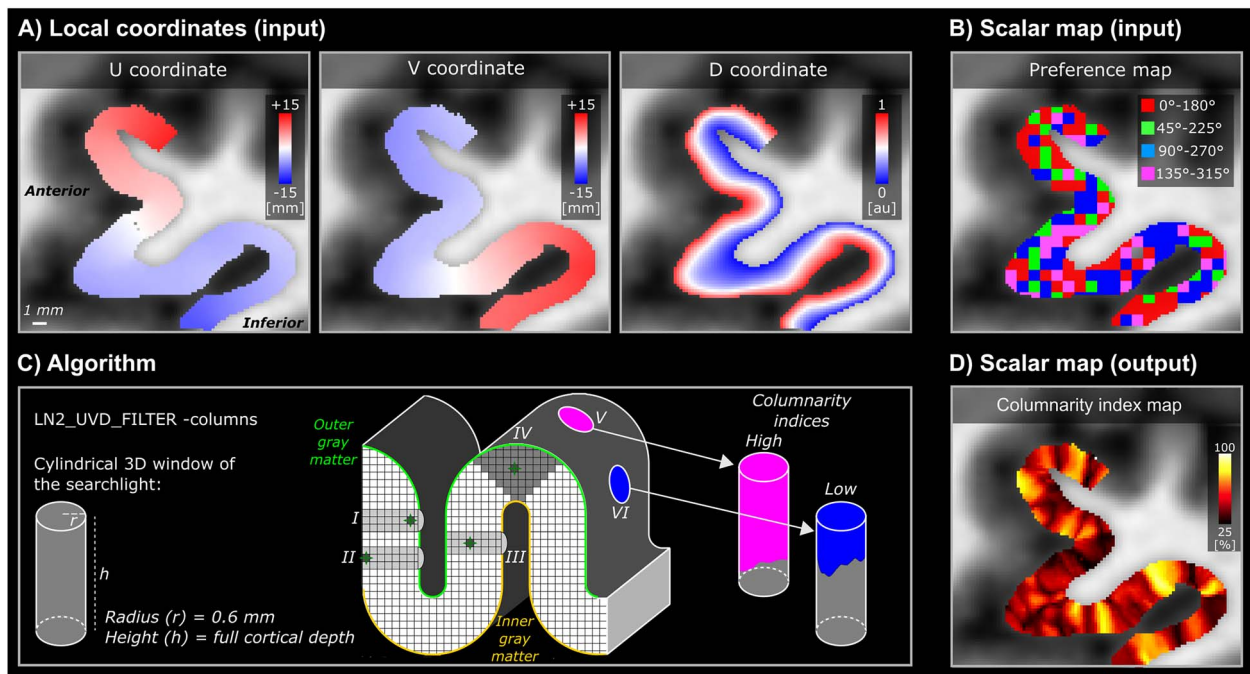 A) Local coordinates (input)
U coordinate
+15
-15
[mm]
Anterior
1 mm
Inferior
V coordinate
+15
-15
[mm]
D coordinate
1
0
[au]
B) Scalar map (input)
Preference map
0°-180°
45°-225°
90°-270°
135°-315°
C) Algorithm
LN2_UVD_FILTER -columns
Cylindrical 3D window of
the searchlight:
r
h
Radius (r) = 0.6 mm
Height (h) = full cortical depth
Outer
gray
matter
I
II
III
IV
V
VI
Inner
gray
matter
Columnarity
indices
High
Low
D) Scalar map (output)
Columnarity index map
100
25
[%]